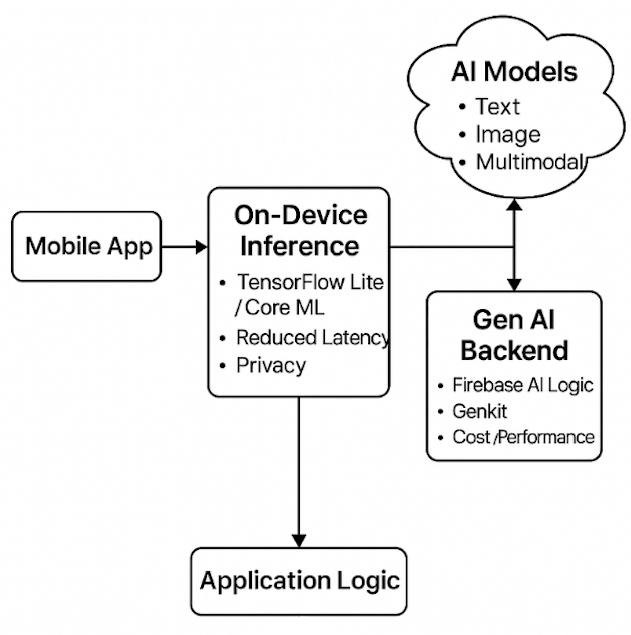 AI Models
• Text
• Image
• Multimodal
Mobile App
On-Device
Inference
• TensorFlow Lite
/Core ML
• Reduced Latency
• Privacy
Gen AI
Backend
• Firebase AI Logic
• Genkit
• Cost/Performance
Application Logic